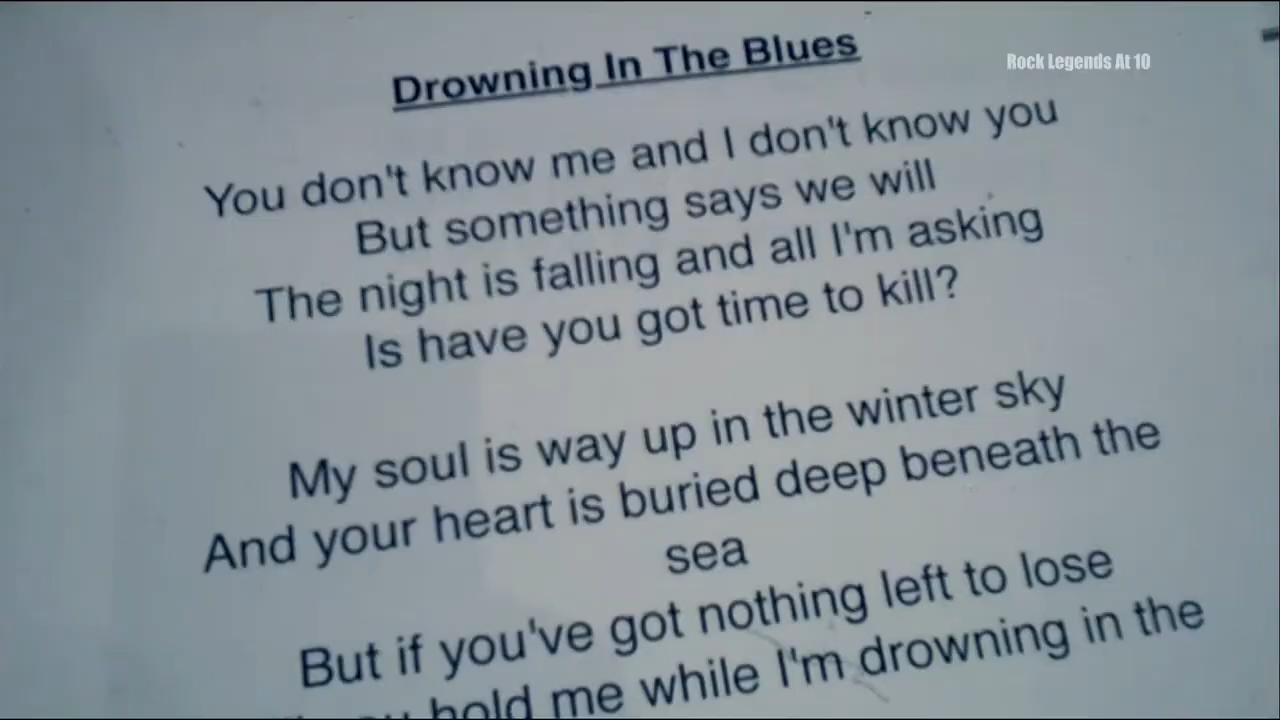 Rock Legends At 10
Drowning In The Blues
You don't know me and I don't know you
But something says we will
The night is falling and all I'm asking
Is have you got time to kill?
My soul is way up in the winter sky
And your heart is buried deep beneath the
sea
But if you've got nothing left to lose
hold me while I'm drowning in the